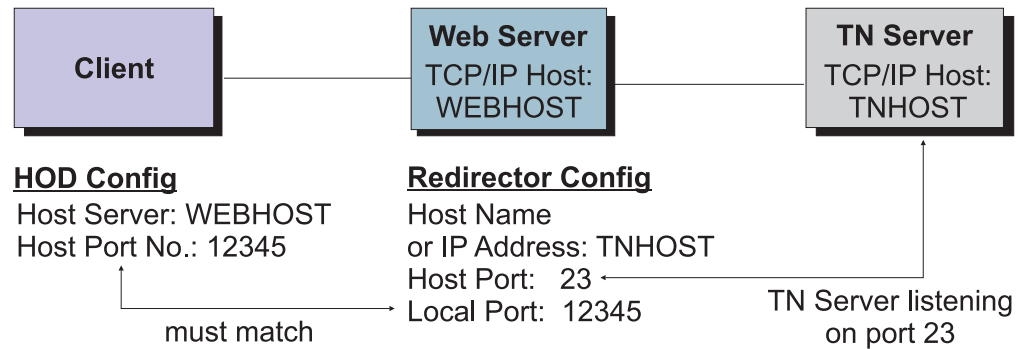 Client
Web Server
TCP/IP Host:
WEBHOST
TN Server
TCP/IP Host:
TNHOST
HOD Config
Host Server: WEBHOST
Host Port No.: 12345
must match
Redirector Config
Host Name
or IP Address: TNHOST
Host Port: 23
Local Port: 12345
TN Server listening
on port 23